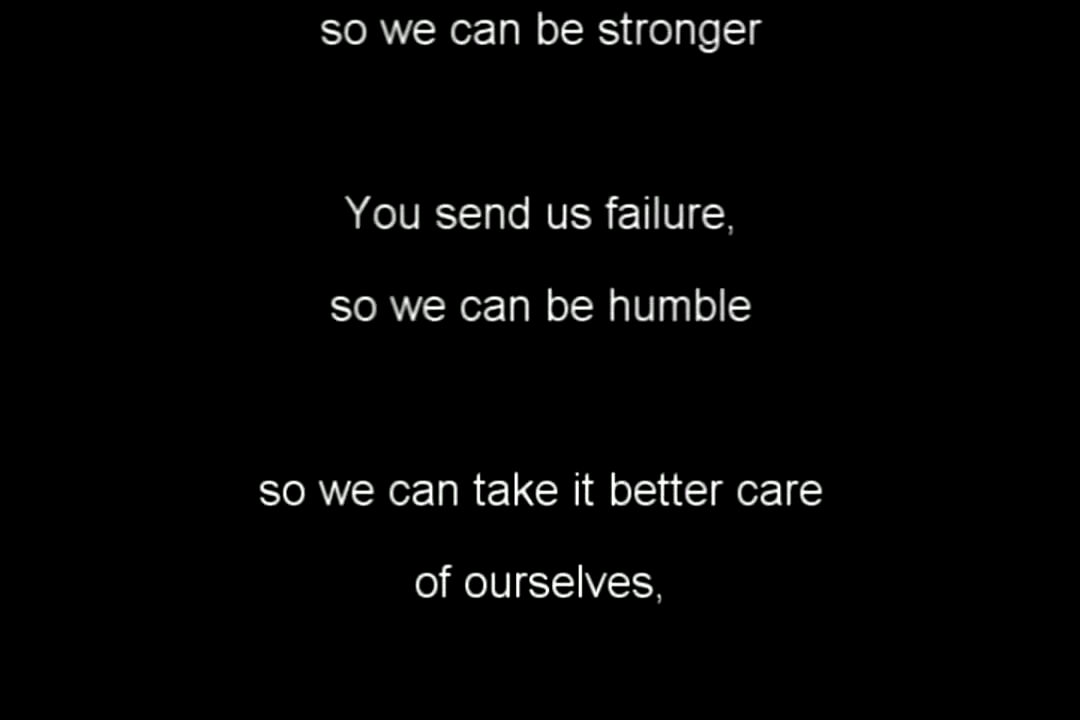 so we can be stronger
You send us failure,
so we can be humble
so we can take it better care
of ourselves,